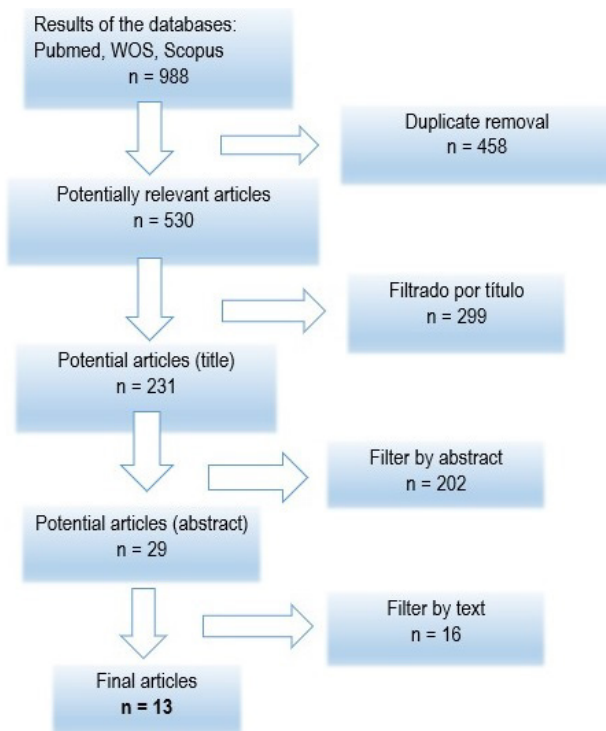 Results of the databases:
Pubmed, WOS, Scopus
n = 988
Duplicate removal
n = 458
Potentially relevant articles
n = 530
Filtrado por título
n = 299
Potential articles (title)
n = 231
Filter by abstract
n = 202
Potential articles (abstract)
n = 29
Filter by text
n = 16
Final articles
n = 13